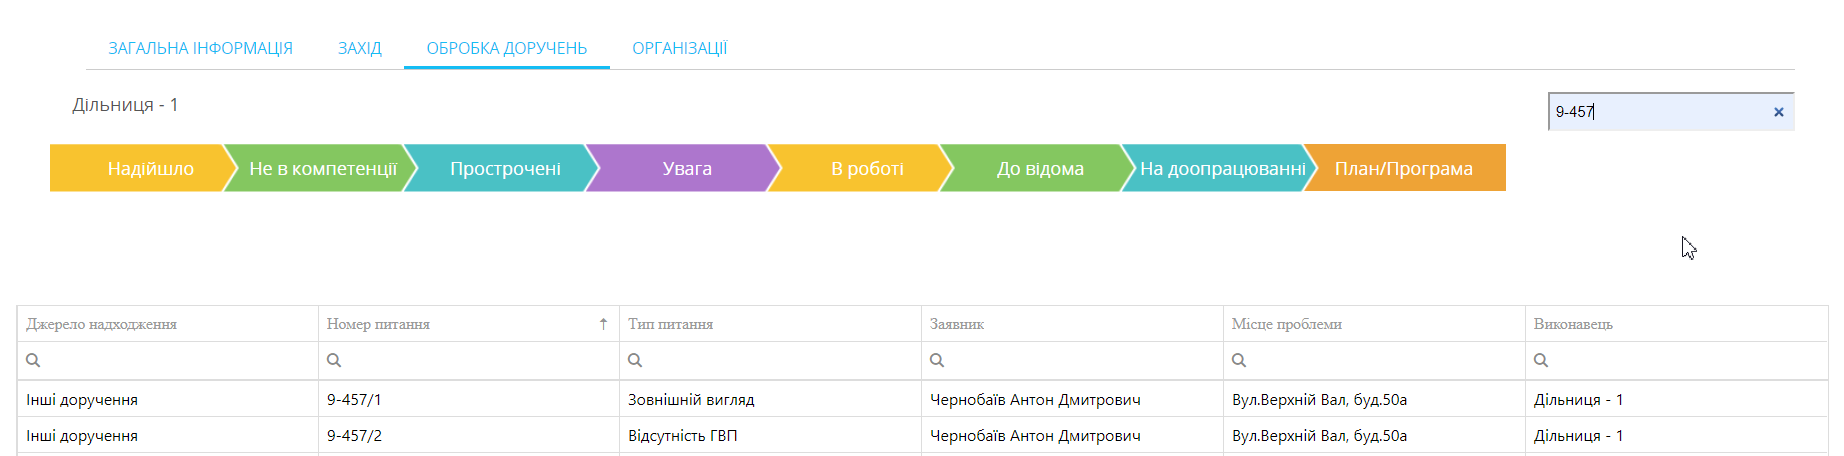 ЗАГАЛЬНА ІНФОРМАЦІЯ ЗАХІД ОБРОБКА ДОРУЧЕНЬ ОРГАНІЗАЦІЇ
Дільниця - 1 9-457
Надійшло Не в компетенції Прострочені Увага В роботі До відома На доопрацюванні План/Програма
Джерело надходження Номер питання Тип питання Заявник Місце проблеми Виконавець
Інші доручення 9-457/1 Зовнішній вигляд Чернобаїв Антон Дмитрович Вул.Верхній Вал, буд.50а Дільниця - 1
Інші доручення 9-457/2 Відсутність ГВП Чернобаїв Антон Дмитрович Вул.Верхній Вал, буд.50а Дільниця - 1